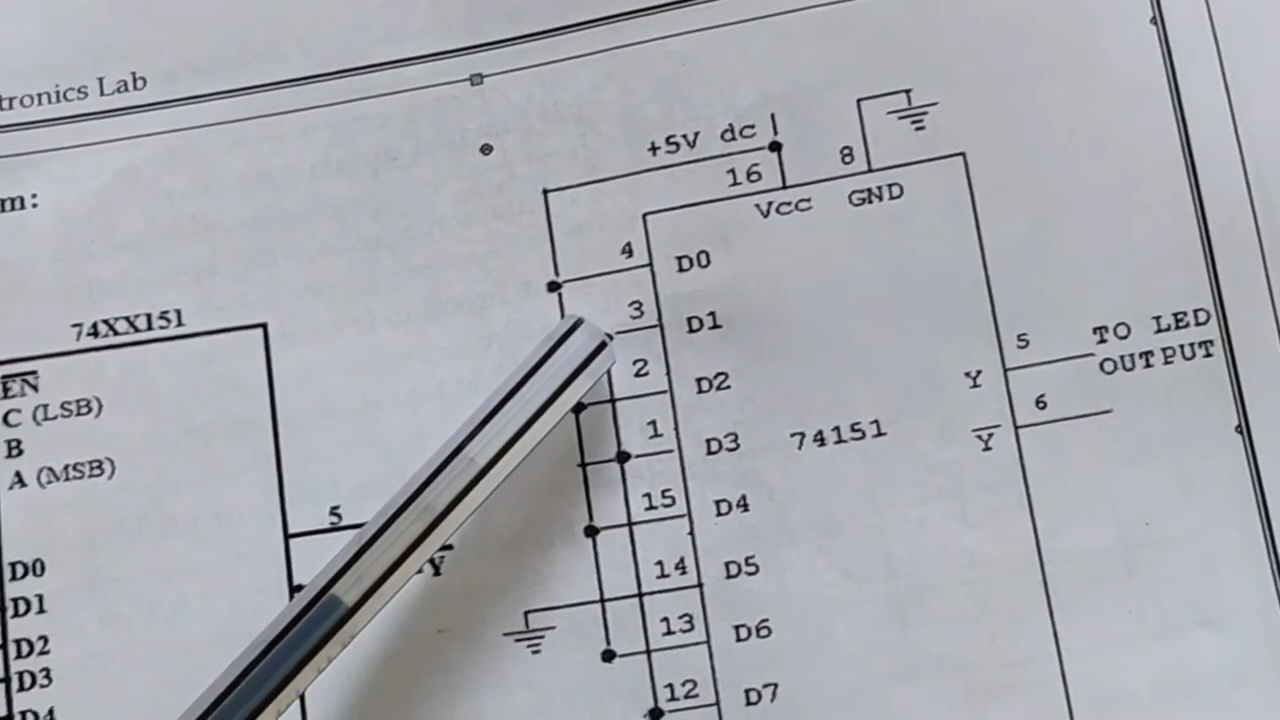 tronics Lab
m:
74XX151
EN
C (LSB)
B
A (MSB)
5
Y
D0
D1
D2
D3
D4
+5V dc
16
8
VCC
GND
4
D0
3
D1
2
D2
1
D3
74151
15
D4
14
D5
13
D6
12
D7
5
TO LED
OUTPUT
Y
6
Y